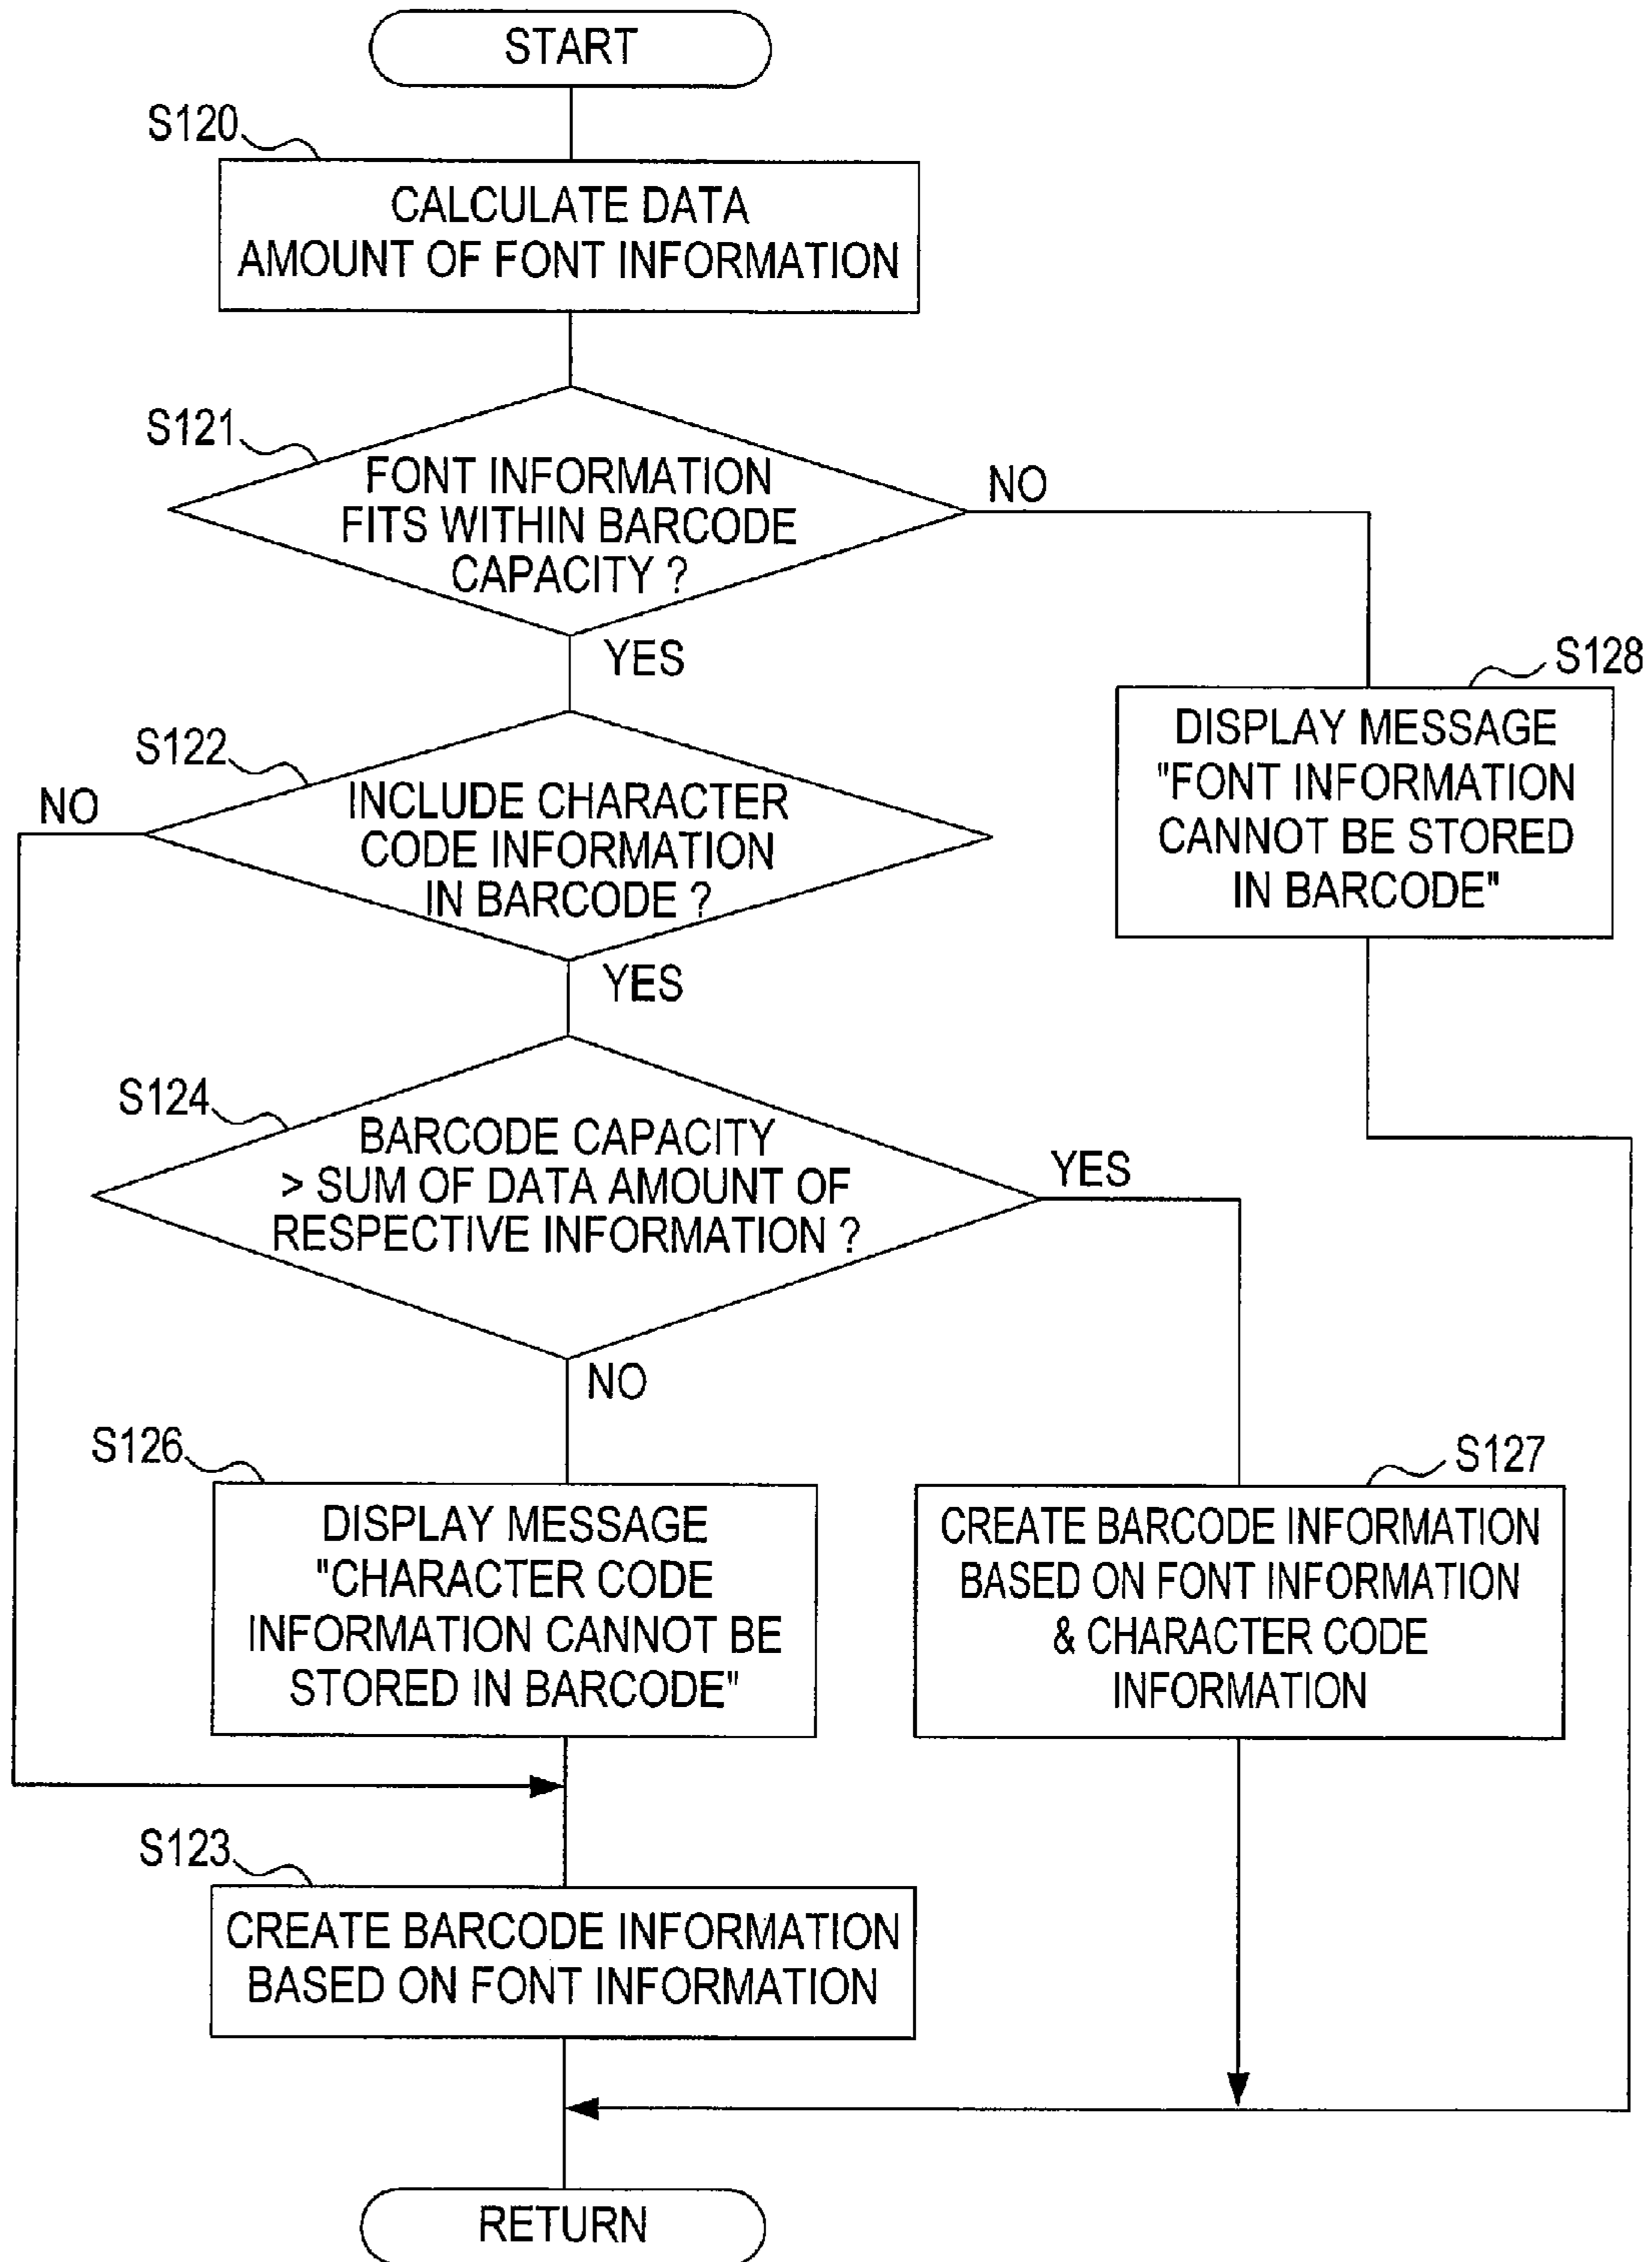 START
S120
CALCULATE DATA
AMOUNT OF FONT INFORMATION
S121
FONT INFORMATION
FITS WITHIN BARCODE
CAPACITY ?
NO
YES
S128
DISPLAY MESSAGE
"FONT INFORMATION
CANNOT BE STORED
IN BARCODE"
S122
NO
INCLUDE CHARACTER
CODE INFORMATION
IN BARCODE ?
YES
S124
BARCODE CAPACITY
> SUM OF DATA AMOUNT OF
RESPECTIVE INFORMATION ?
YES
NO
S126
DISPLAY MESSAGE
"CHARACTER CODE
INFORMATION CANNOT BE
STORED IN BARCODE"
S127
CREATE BARCODE INFORMATION
BASED ON FONT INFORMATION
& CHARACTER CODE
INFORMATION
S123
CREATE BARCODE INFORMATION
BASED ON FONT INFORMATION
RETURN